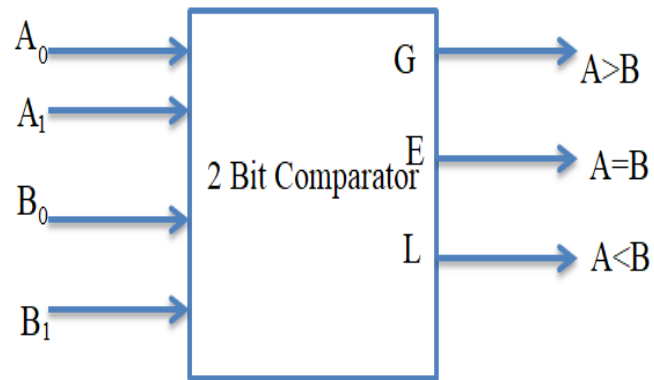 A₀
A₁
B₀
B₁
2 Bit Comparator
G
E
L
A>B
A=B
A<B